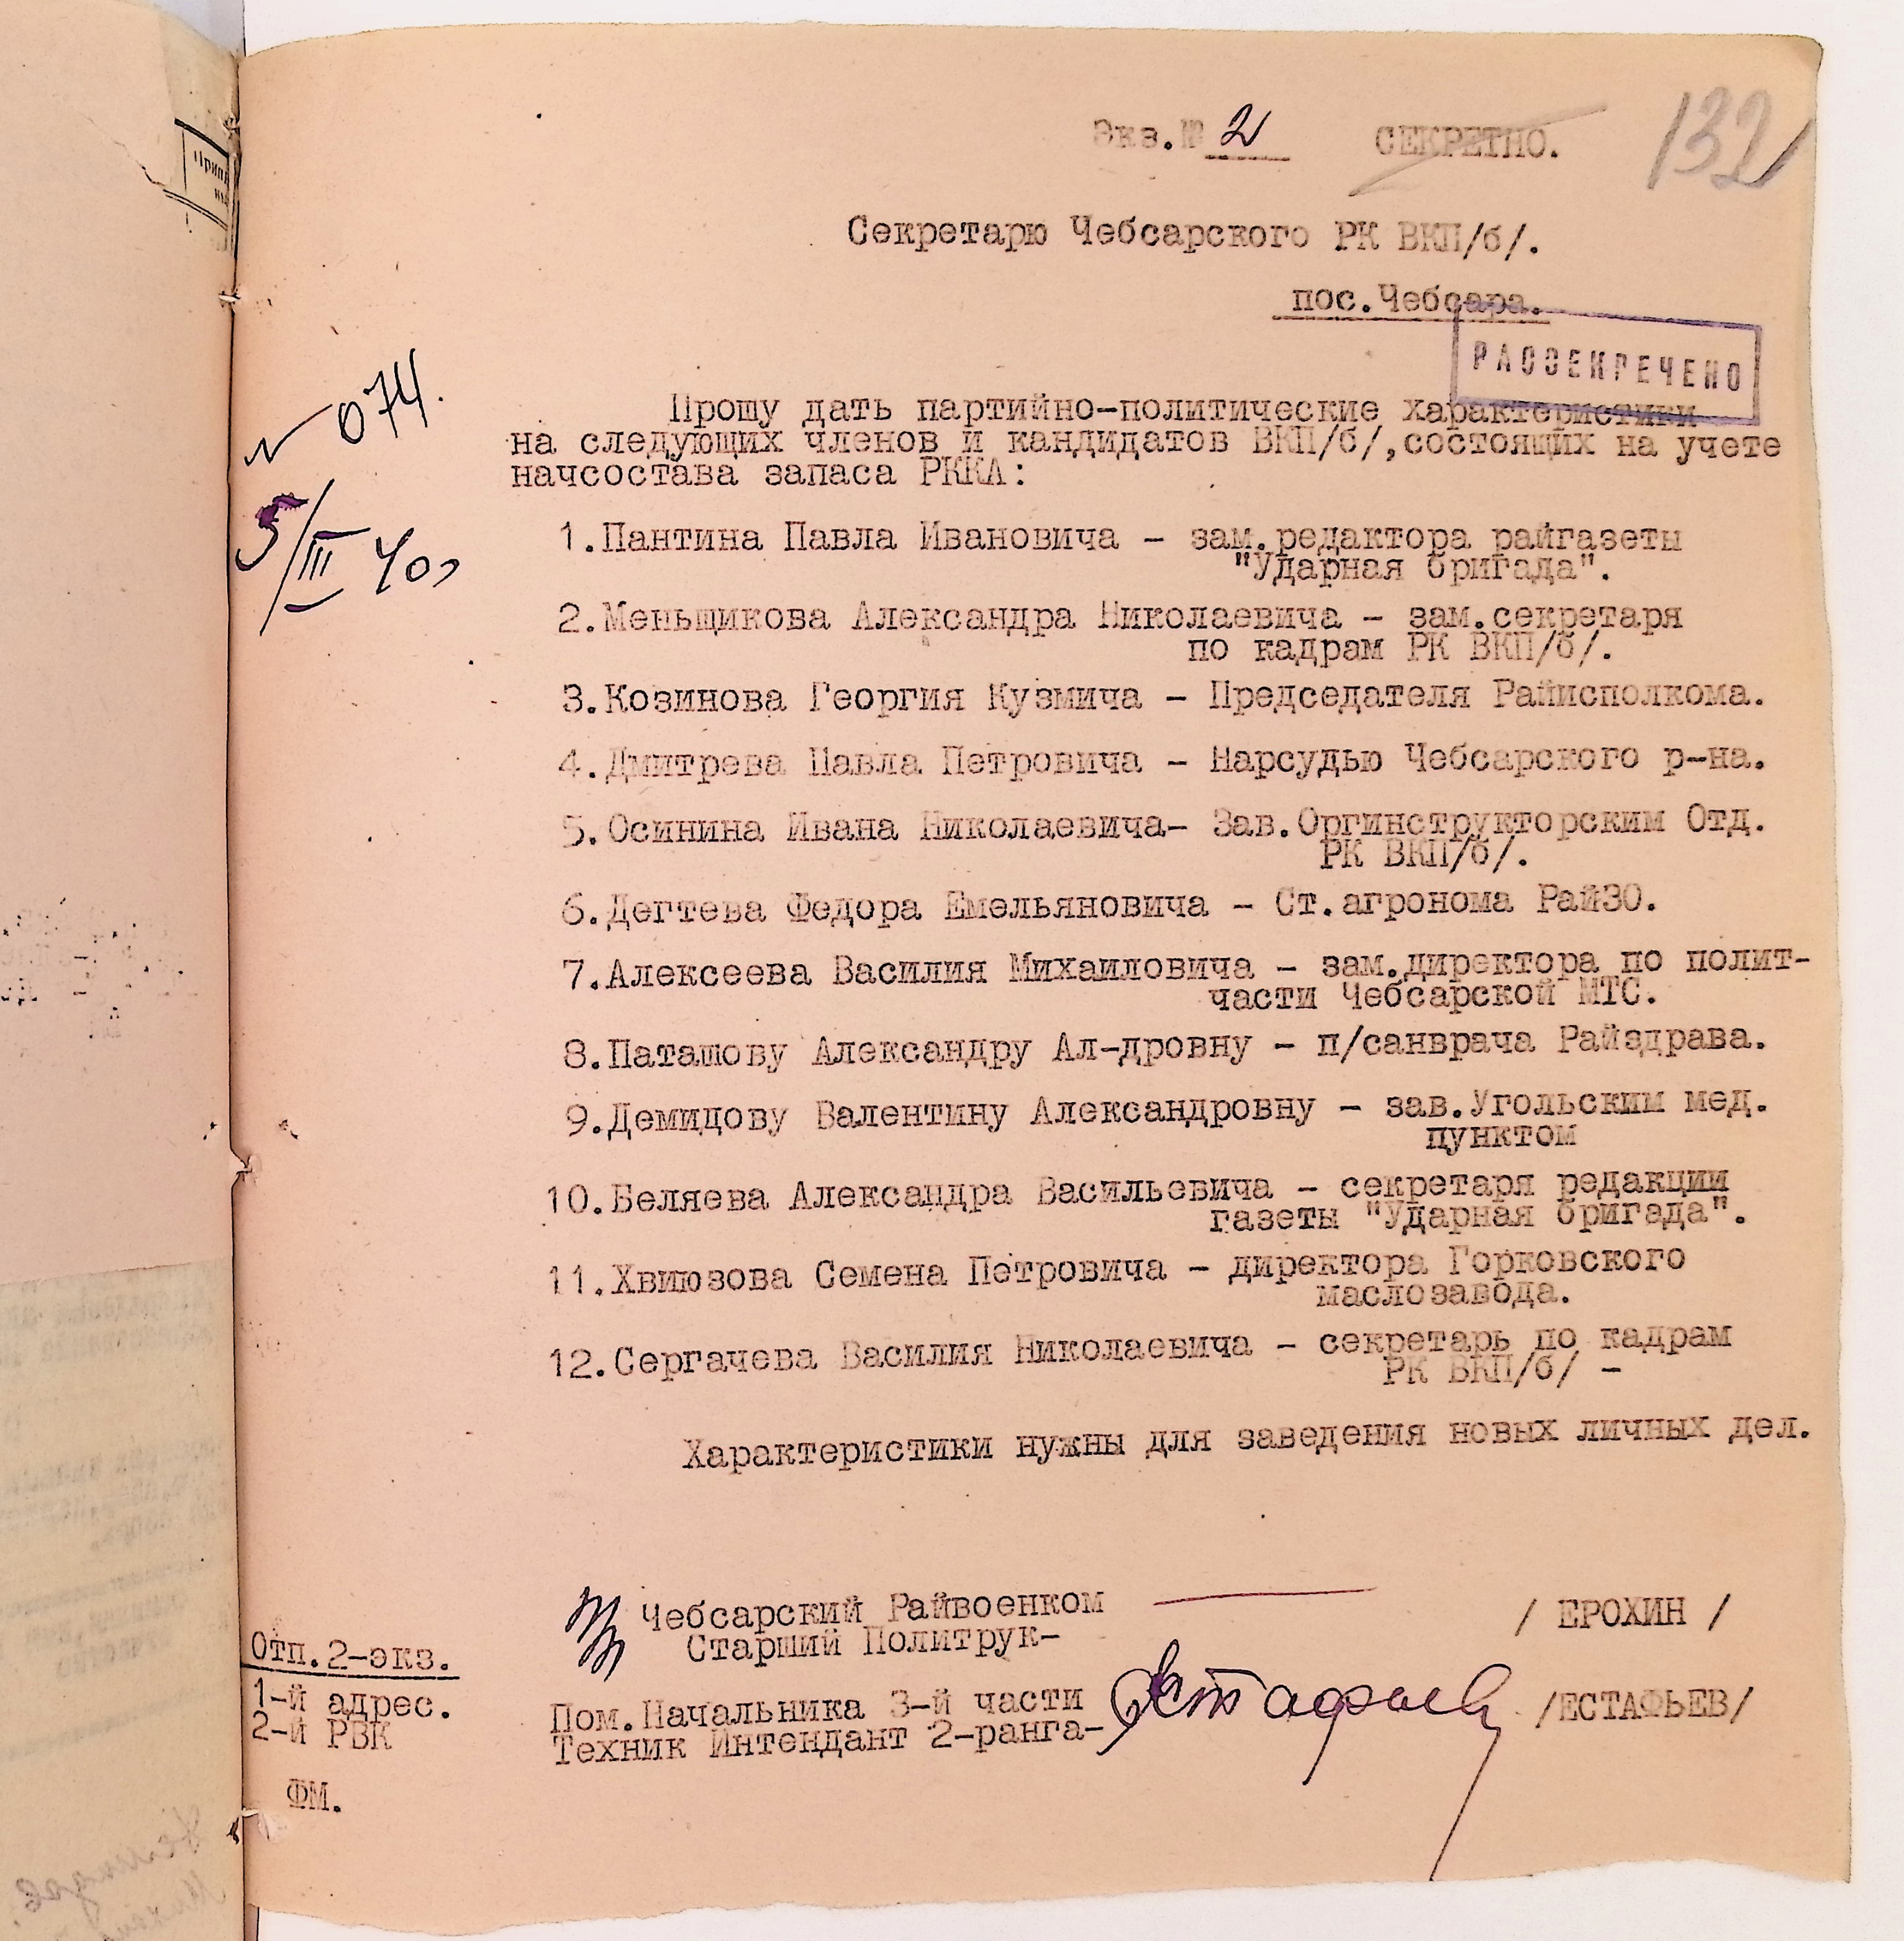 132
Экз.№ 2 СЕКРЕТНО.
Секретарю Чебсарского РК ВКП/б/.
пос.Чебсара.
РАССЕКРЕЧЕНО
№ 074.
5/III 40г
Прошу дать партийно-политические характеристики
на следующих членов и кандидатов ВКП/б/,состоящих на учете
начсостава запаса РККА:
1.Пантина Павла Ивановича - зам.редактора райгазеты
"Ударная бригада".
2.Меньщикова Александра Николаевича - зам.секретаря
по кадрам РК ВКП/б/.
3.Козинова Георгия Кузмича - Председателя Райисполкома.
4.Дмитрева Павла Петровича - Нарсудью Чебсарского р-на.
5.Осинина Ивана Николаевича- Зав.Оргинструкторским Отд.
РК ВКП/б/.
6.Дегтева Федора Емельяновича - Ст.агронома РайЗО.
7.Алексеева Василия Михаиловича - зам.директора по полит-
части Чебсарской МТС.
8.Паташову Александру Ал-дровну - п/санврача Райздрава.
9.Демидову Валентину Александровну - зав.Угольским мед.
пунктом
10.Беляева Александра Васильевича - секретаря редакции
газеты "Ударная бригада".
11.Хвиюзова Семена Петровича - директора Горковского
маслозавода.
12.Сергачева Василия Николаевича - секретарь по кадрам
РК ВКП/б/ -
Характеристики нужны для заведения новых личных дел.
Чебсарский Райвоенком / ЕРОХИН /
Старший Политрук-
Пом.Начальника 3-й части Естафьев /ЕСТАФЬЕВ/
Техник Интендант 2-ранга-
Отп.2-экз.
1-й адрес.
2-й РВК
ФМ.